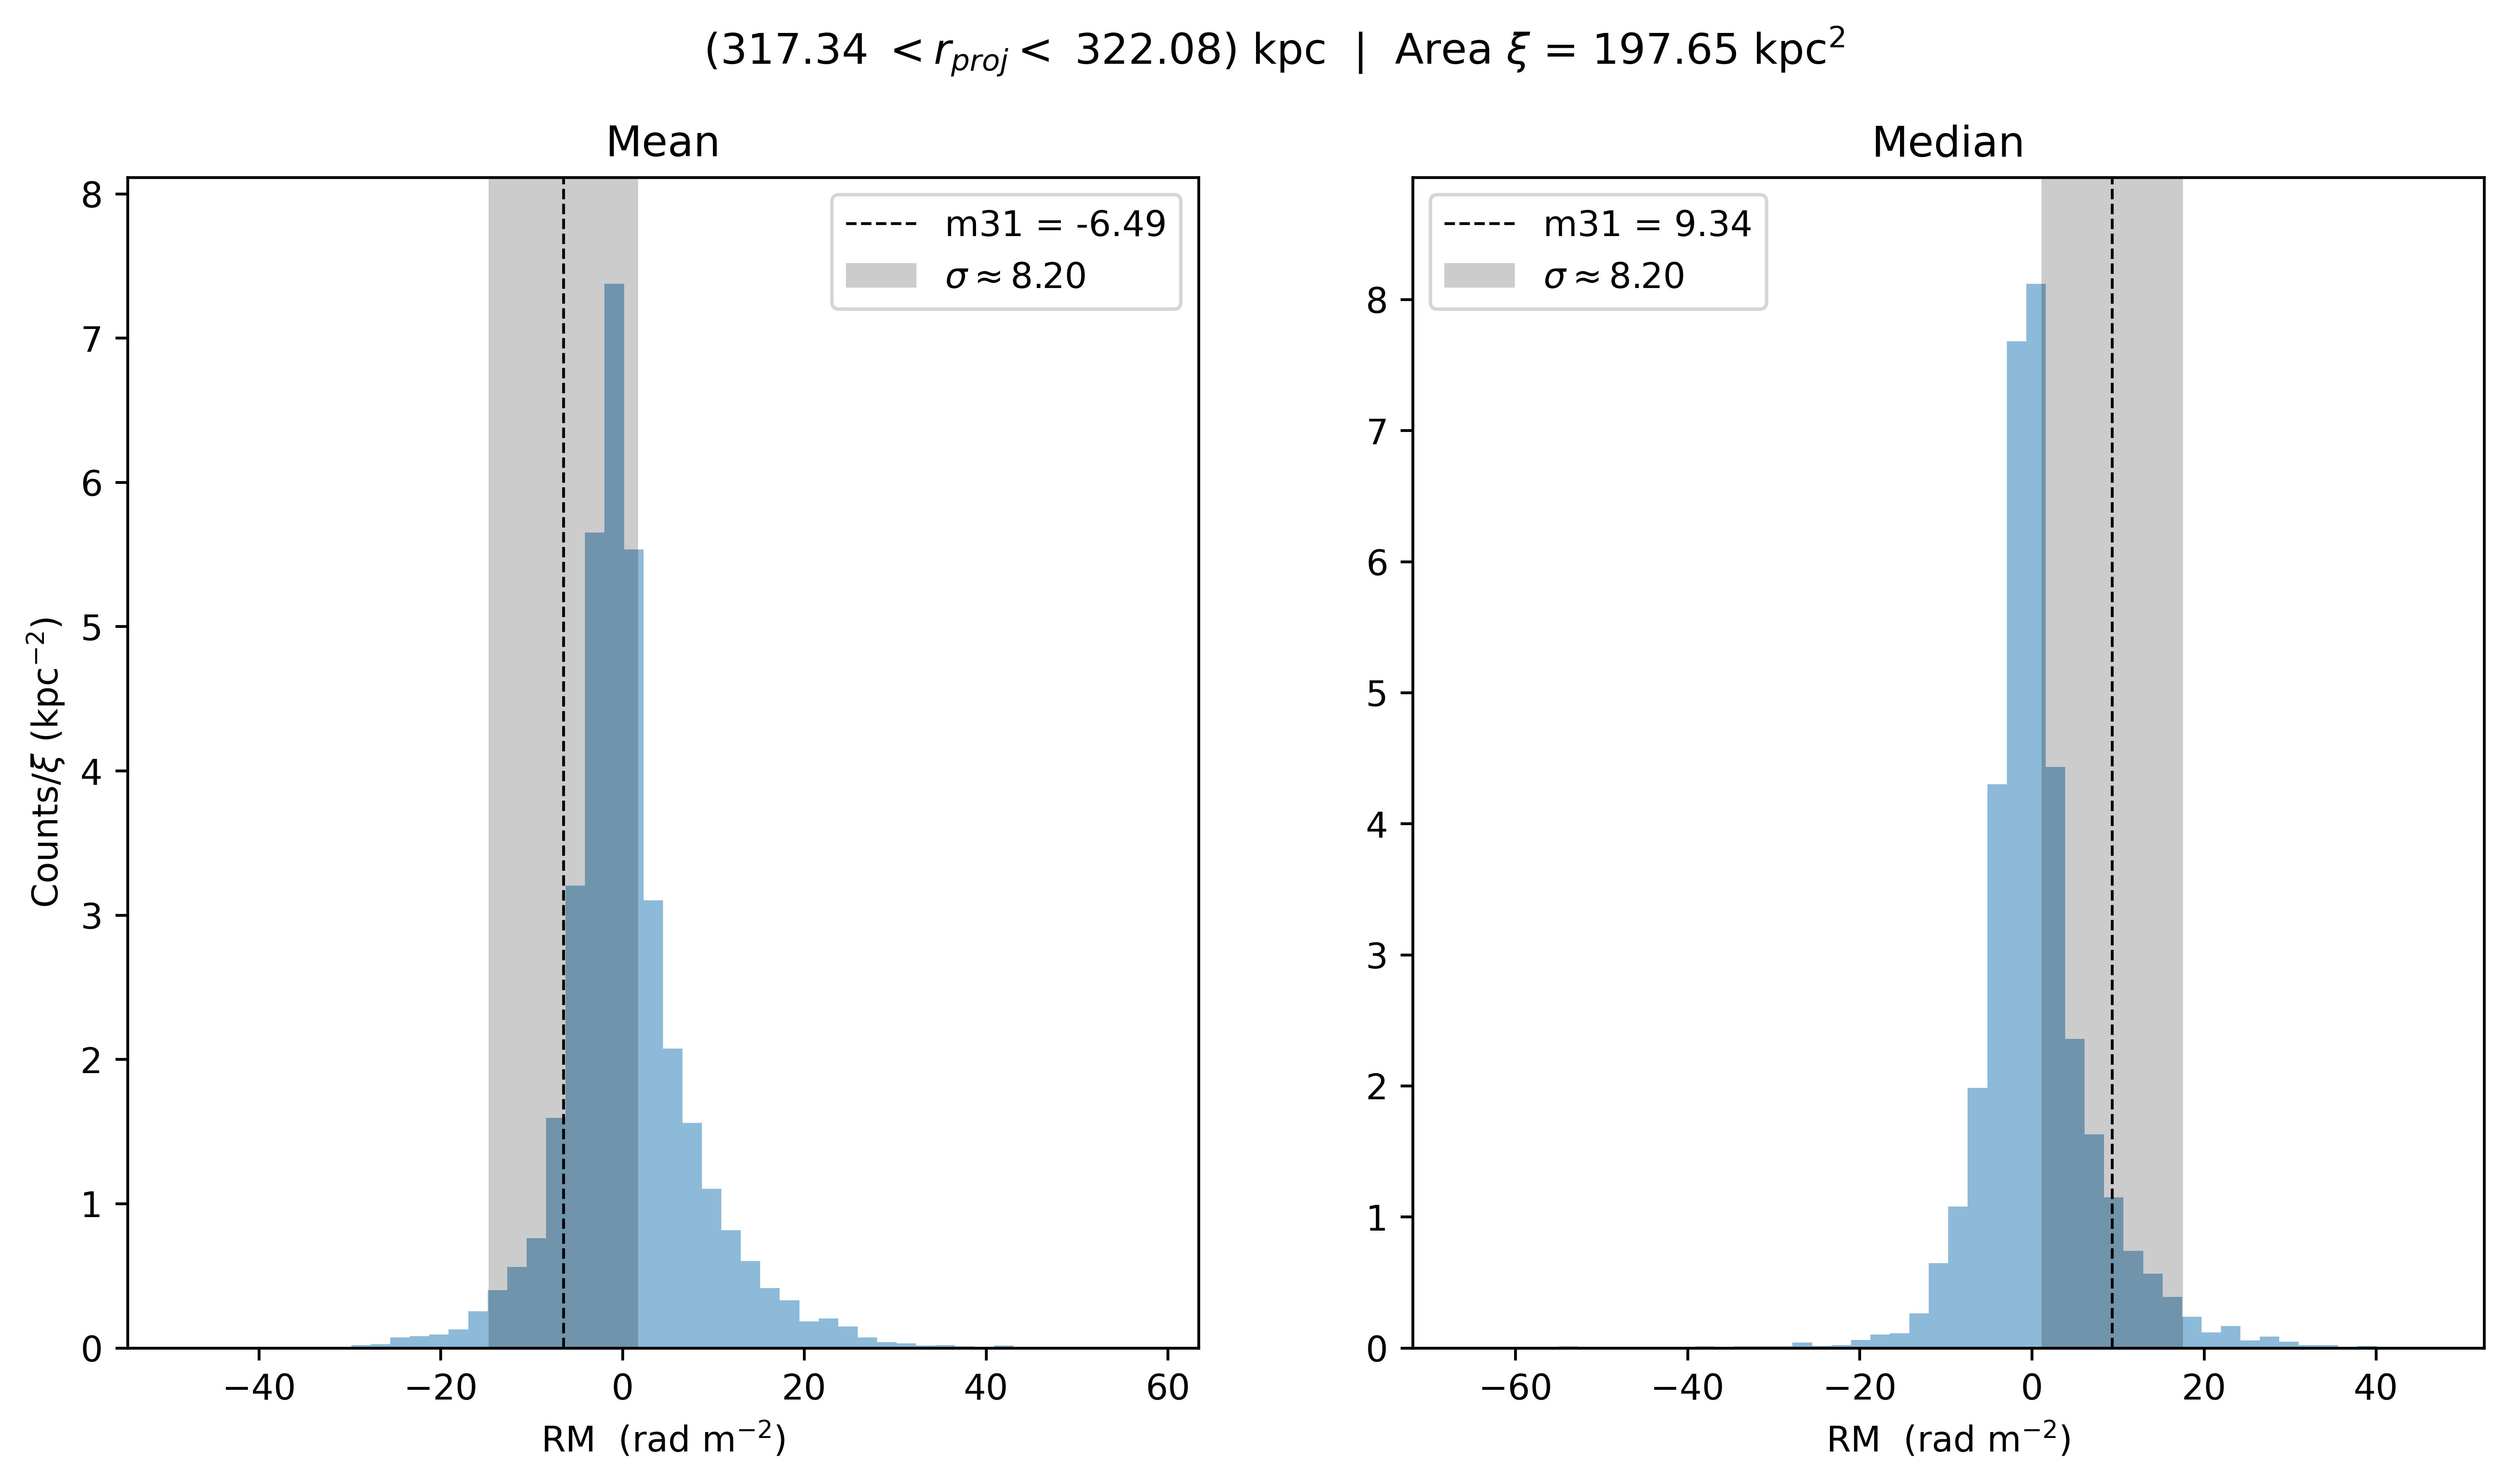 (317.34 < r_proj < 322.08) kpc | Area ξ = 197.65 kpc²
Mean
m31 = -6.49
σ ≈ 8.20
8
7
6
5
4
3
2
1
0
Counts/ξ (kpc⁻²)
−40 −20 0 20 40 60
RM (rad m⁻²)
Median
m31 = 9.34
σ ≈ 8.20
8
7
6
5
4
3
2
1
0
−60 −40 −20 0 20 40
RM (rad m⁻²)